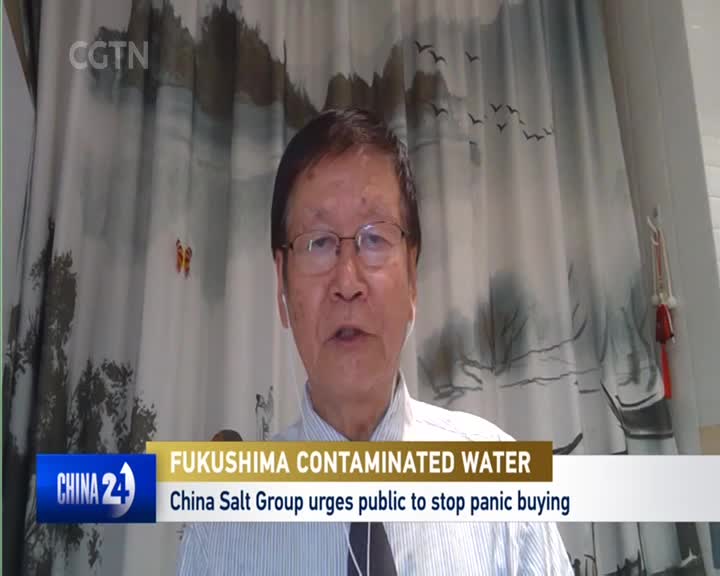 CGTN
FUKUSHIMA CONTAMINATED WATER
CHINA 24
China Salt Group urges public to stop panic buying